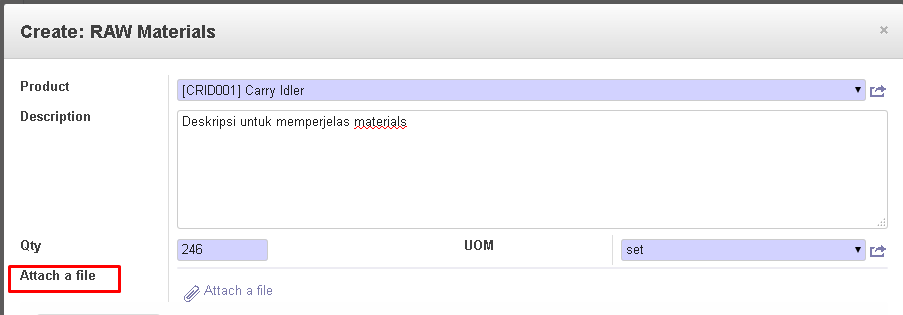 Create: RAW Materials ×
Product [CRID001] Carry Idler
Description Deskripsi untuk memperjelas materials
Qty 246 UOM set
Attach a file
Attach a file